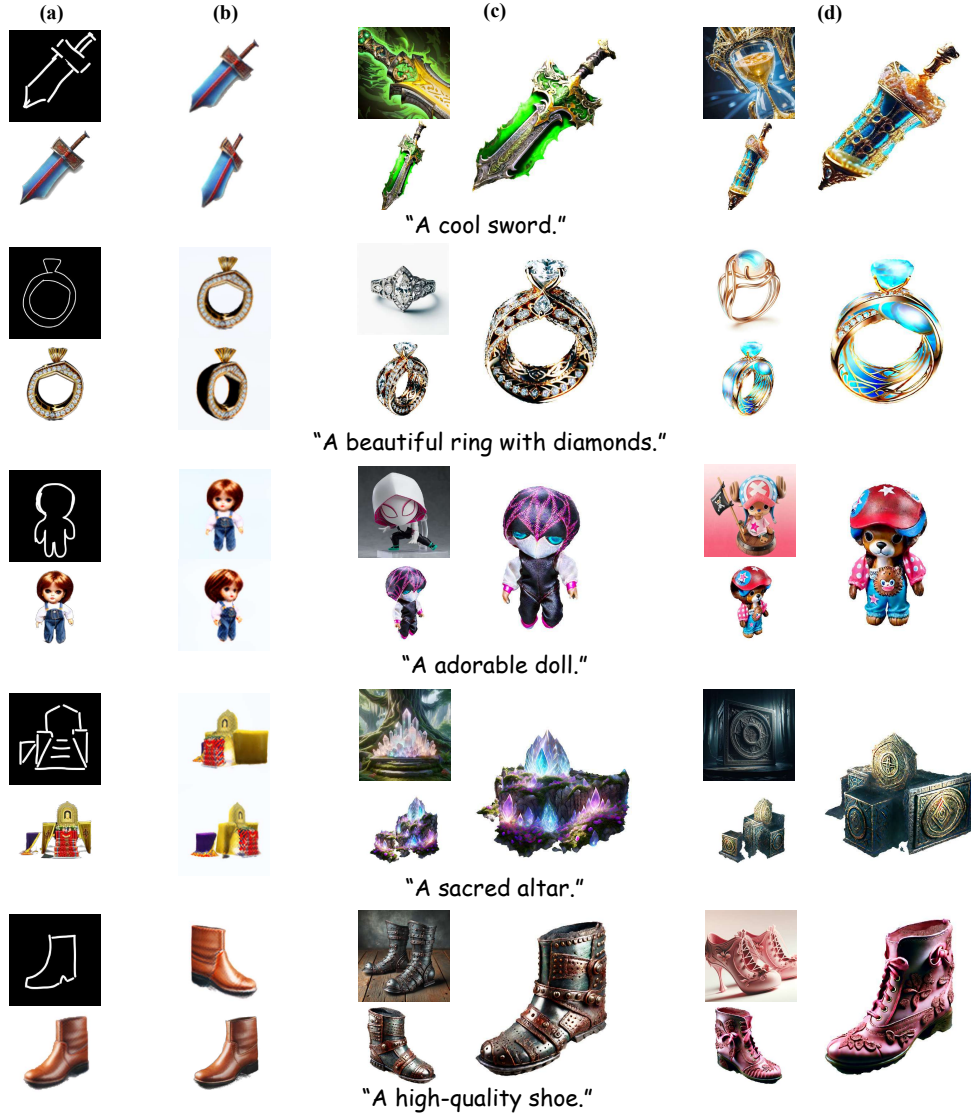 (a) (b) (c) (d)
“A cool sword.”
“A beautiful ring with diamonds.”
“A adorable doll.”
“A sacred altar.”
“A high-quality shoe.”